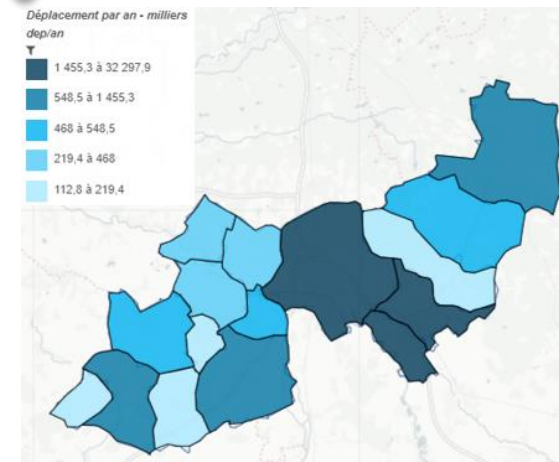 Déplacement par an - milliers
dep/an
1 455,3 à 32 297,9
548,5 à 1 455,3
468 à 548,5
219,4 à 468
112,8 à 219,4